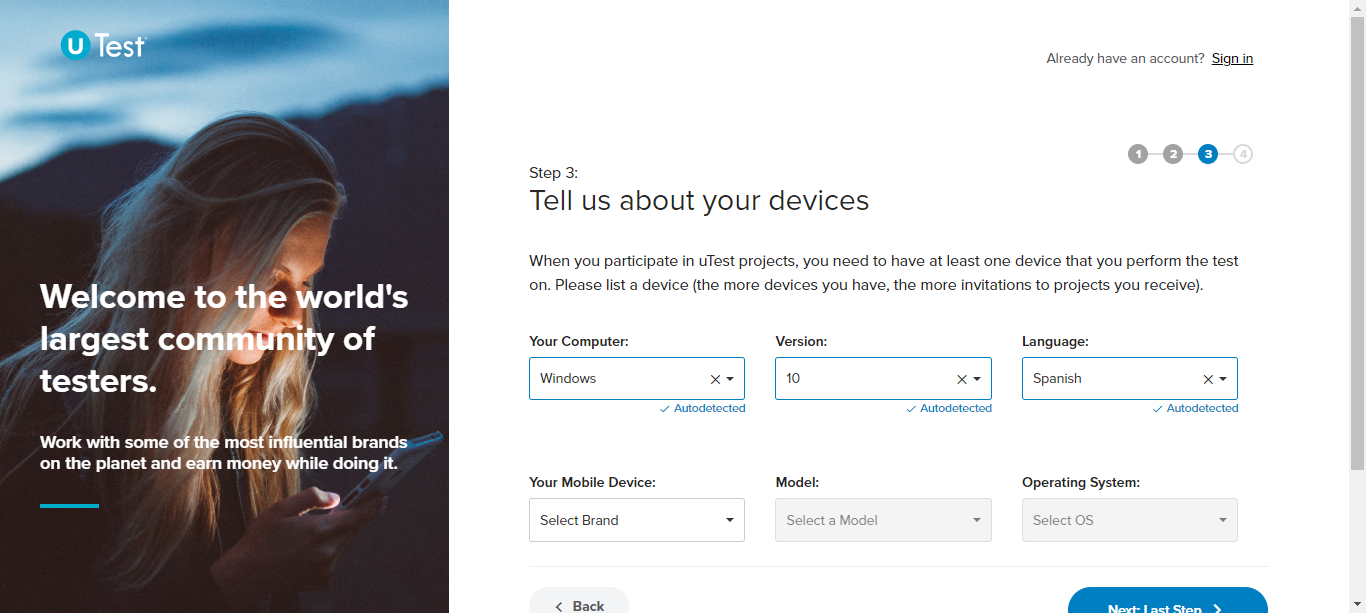 uTest
Already have an account? Sign in
1 2 3 4
Step 3:
Tell us about your devices
When you participate in uTest projects, you need to have at least one device that you perform the test
on. Please list a device (the more devices you have, the more invitations to projects you receive).
Welcome to the world's
largest community of
testers.
Work with some of the most influential brands
on the planet and earn money while doing it.
Your Computer: Version: Language:
Windows 10 Spanish
Autodetected Autodetected Autodetected
Your Mobile Device: Model: Operating System:
Select Brand Select a Model Select OS
Back Next: Last Step